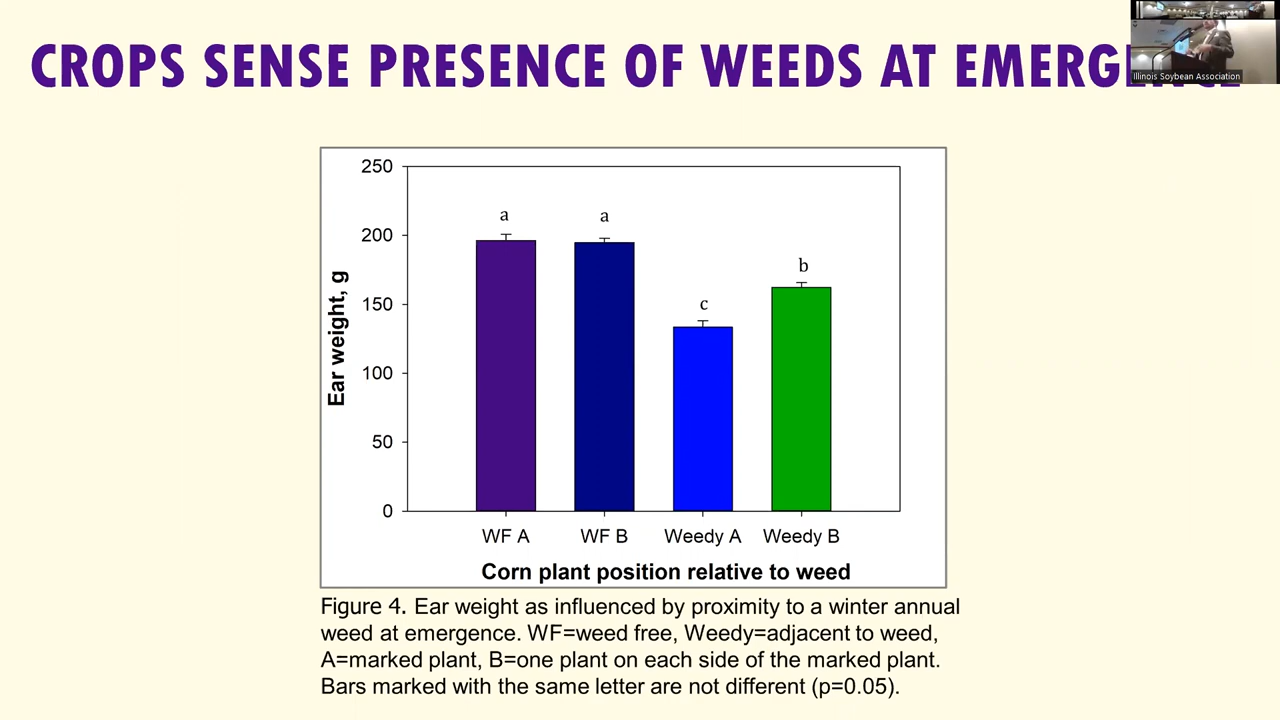 CROPS SENSE PRESENCE OF WEEDS AT EMERGENCE
Illinois Soybean Association
250
200
150
100
50
0
Ear weight, g
a
a
c
b
WF A
WF B
Weedy A
Weedy B
Corn plant position relative to weed
Figure 4. Ear weight as influenced by proximity to a winter annual
weed at emergence. WF=weed free, Weedy=adjacent to weed,
A=marked plant, B=one plant on each side of the marked plant.
Bars marked with the same letter are not different (p=0.05).